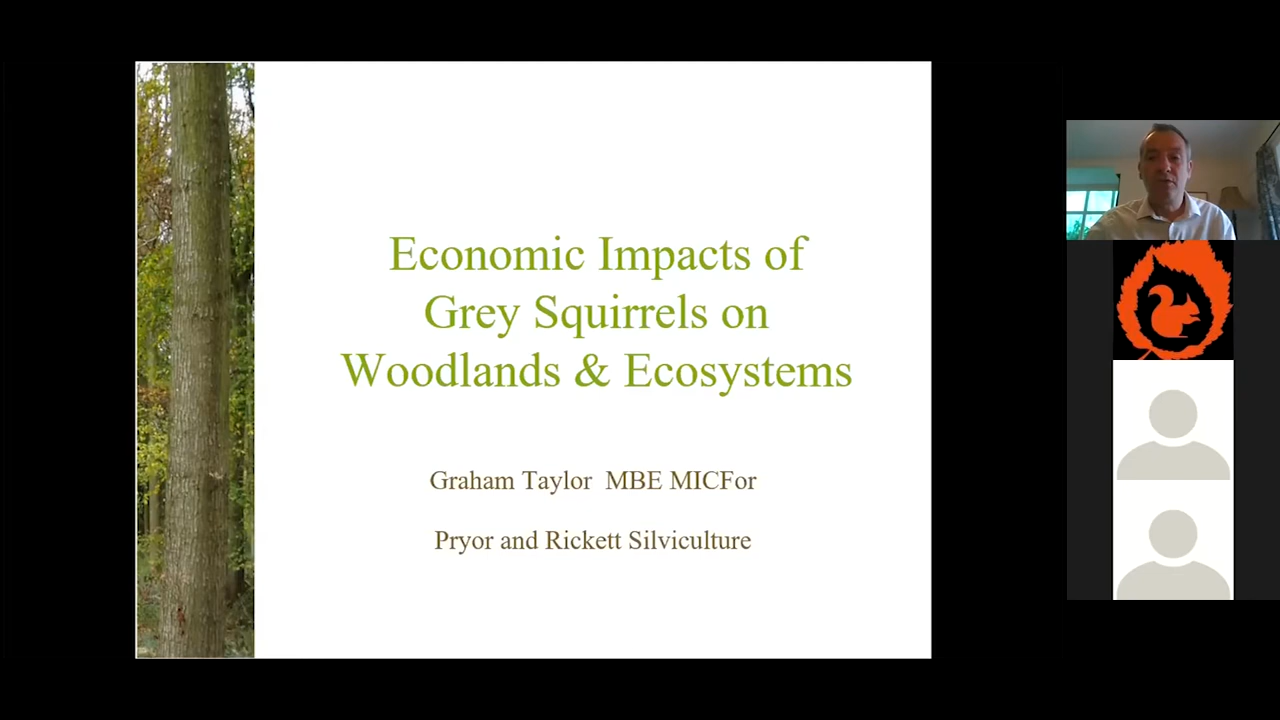 Economic Impacts of
Grey Squirrels on
Woodlands & Ecosystems
Graham Taylor MBE MICFor
Pryor and Rickett Silviculture